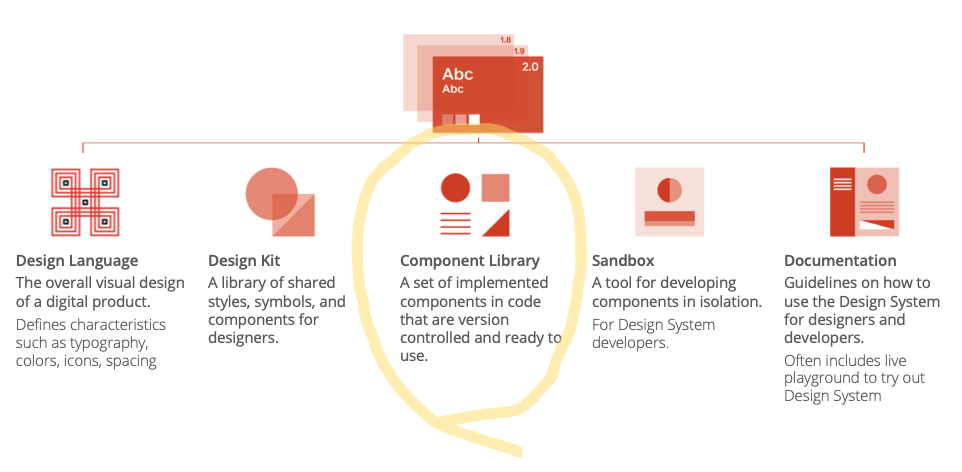 1.8
1.9
2.0
Abc
Abc
Design Language
The overall visual design
of a digital product.
Defines characteristics
such as typography,
colors, icons, spacing
Design Kit
A library of shared
styles, symbols, and
components for
designers.
Component Library
A set of implemented
components in code
that are version
controlled and ready to
use.
Sandbox
A tool for developing
components in isolation.
For Design System
developers.
Documentation
Guidelines on how to
use the Design System
for designers and
developers.
Often includes live
playground to try out
Design System